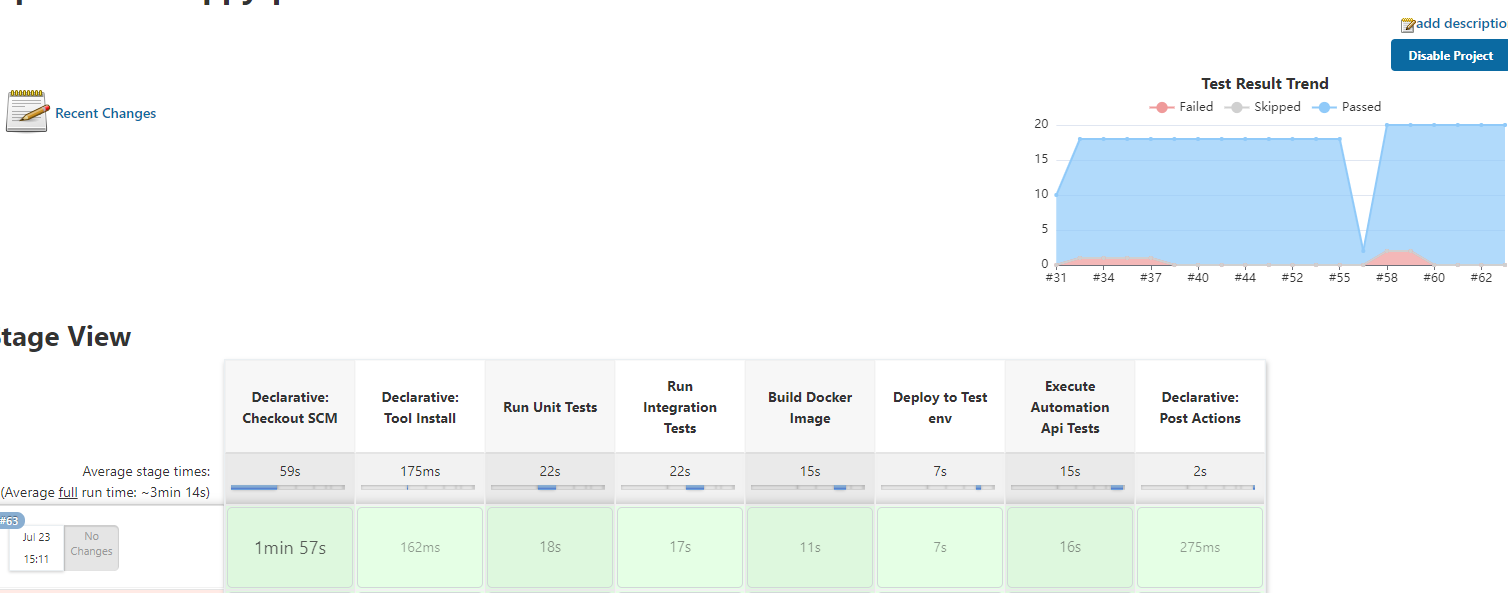 add descriptio
Disable Project
Recent Changes
Test Result Trend
Failed Skipped Passed
20
15
10
5
0
#31 #34 #37 #40 #44 #52 #55 #58 #60 #62
tage View
Declarative: Checkout SCM
Declarative: Tool Install
Run Unit Tests
Run Integration Tests
Build Docker Image
Deploy to Test env
Execute Automation Api Tests
Declarative: Post Actions
Average stage times:
(Average full run time: ~3min 14s)
59s 175ms 22s 22s 15s 7s 15s 2s
#63
Jul 23
15:11
No
Changes
1min 57s 162ms 18s 17s 11s 7s 16s 275ms